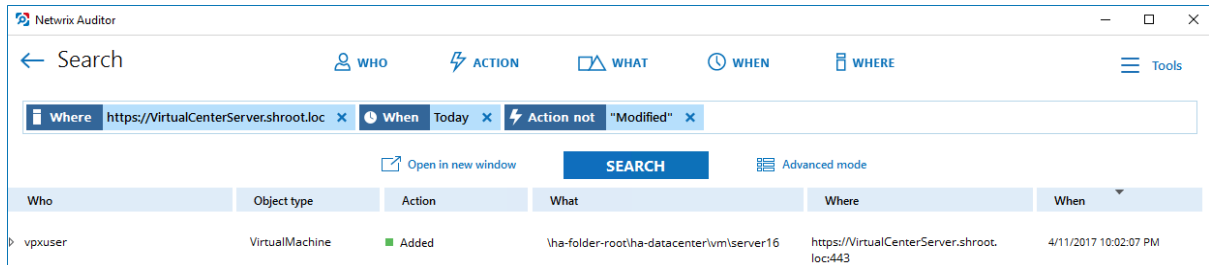 Netwrix Auditor
Search
WHO
ACTION
WHAT
WHEN
WHERE
Tools
Where https://VirtualCenterServer.shroot.loc When Today Action not "Modified"
Open in new window
SEARCH
Advanced mode
Who Object type Action What Where When
vpxuser VirtualMachine Added \ha-folder-root\ha-datacenter\vm\server16 https://VirtualCenterServer.shroot. 4/11/2017 10:02:07 PM
loc:443